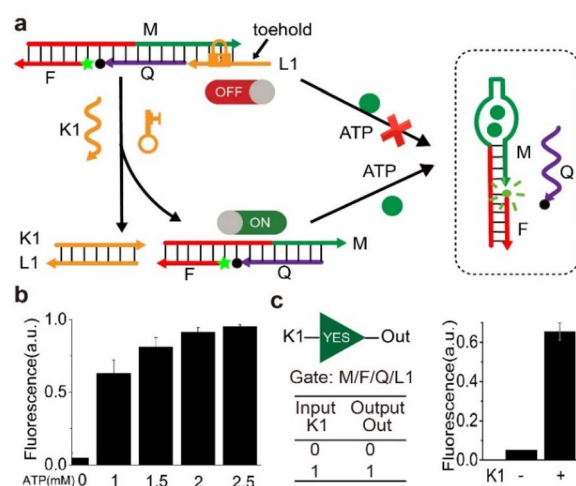 a
M
toehold
F
Q
L1
OFF
K1
ATP
ATP
M
Q
F
ON
K1
L1
M
F
Q
b
Fluorescence(a.u.)
1.0
0.5
0.0
ATP(mM) 0 1 1.5 2 2.5
c
K1 YES Out
Gate: M/F/Q/L1
Input Output
K1 Out
0 0
1 1
Fluorescence(a.u.)
0.6
0.4
0.2
0.0
K1 - +